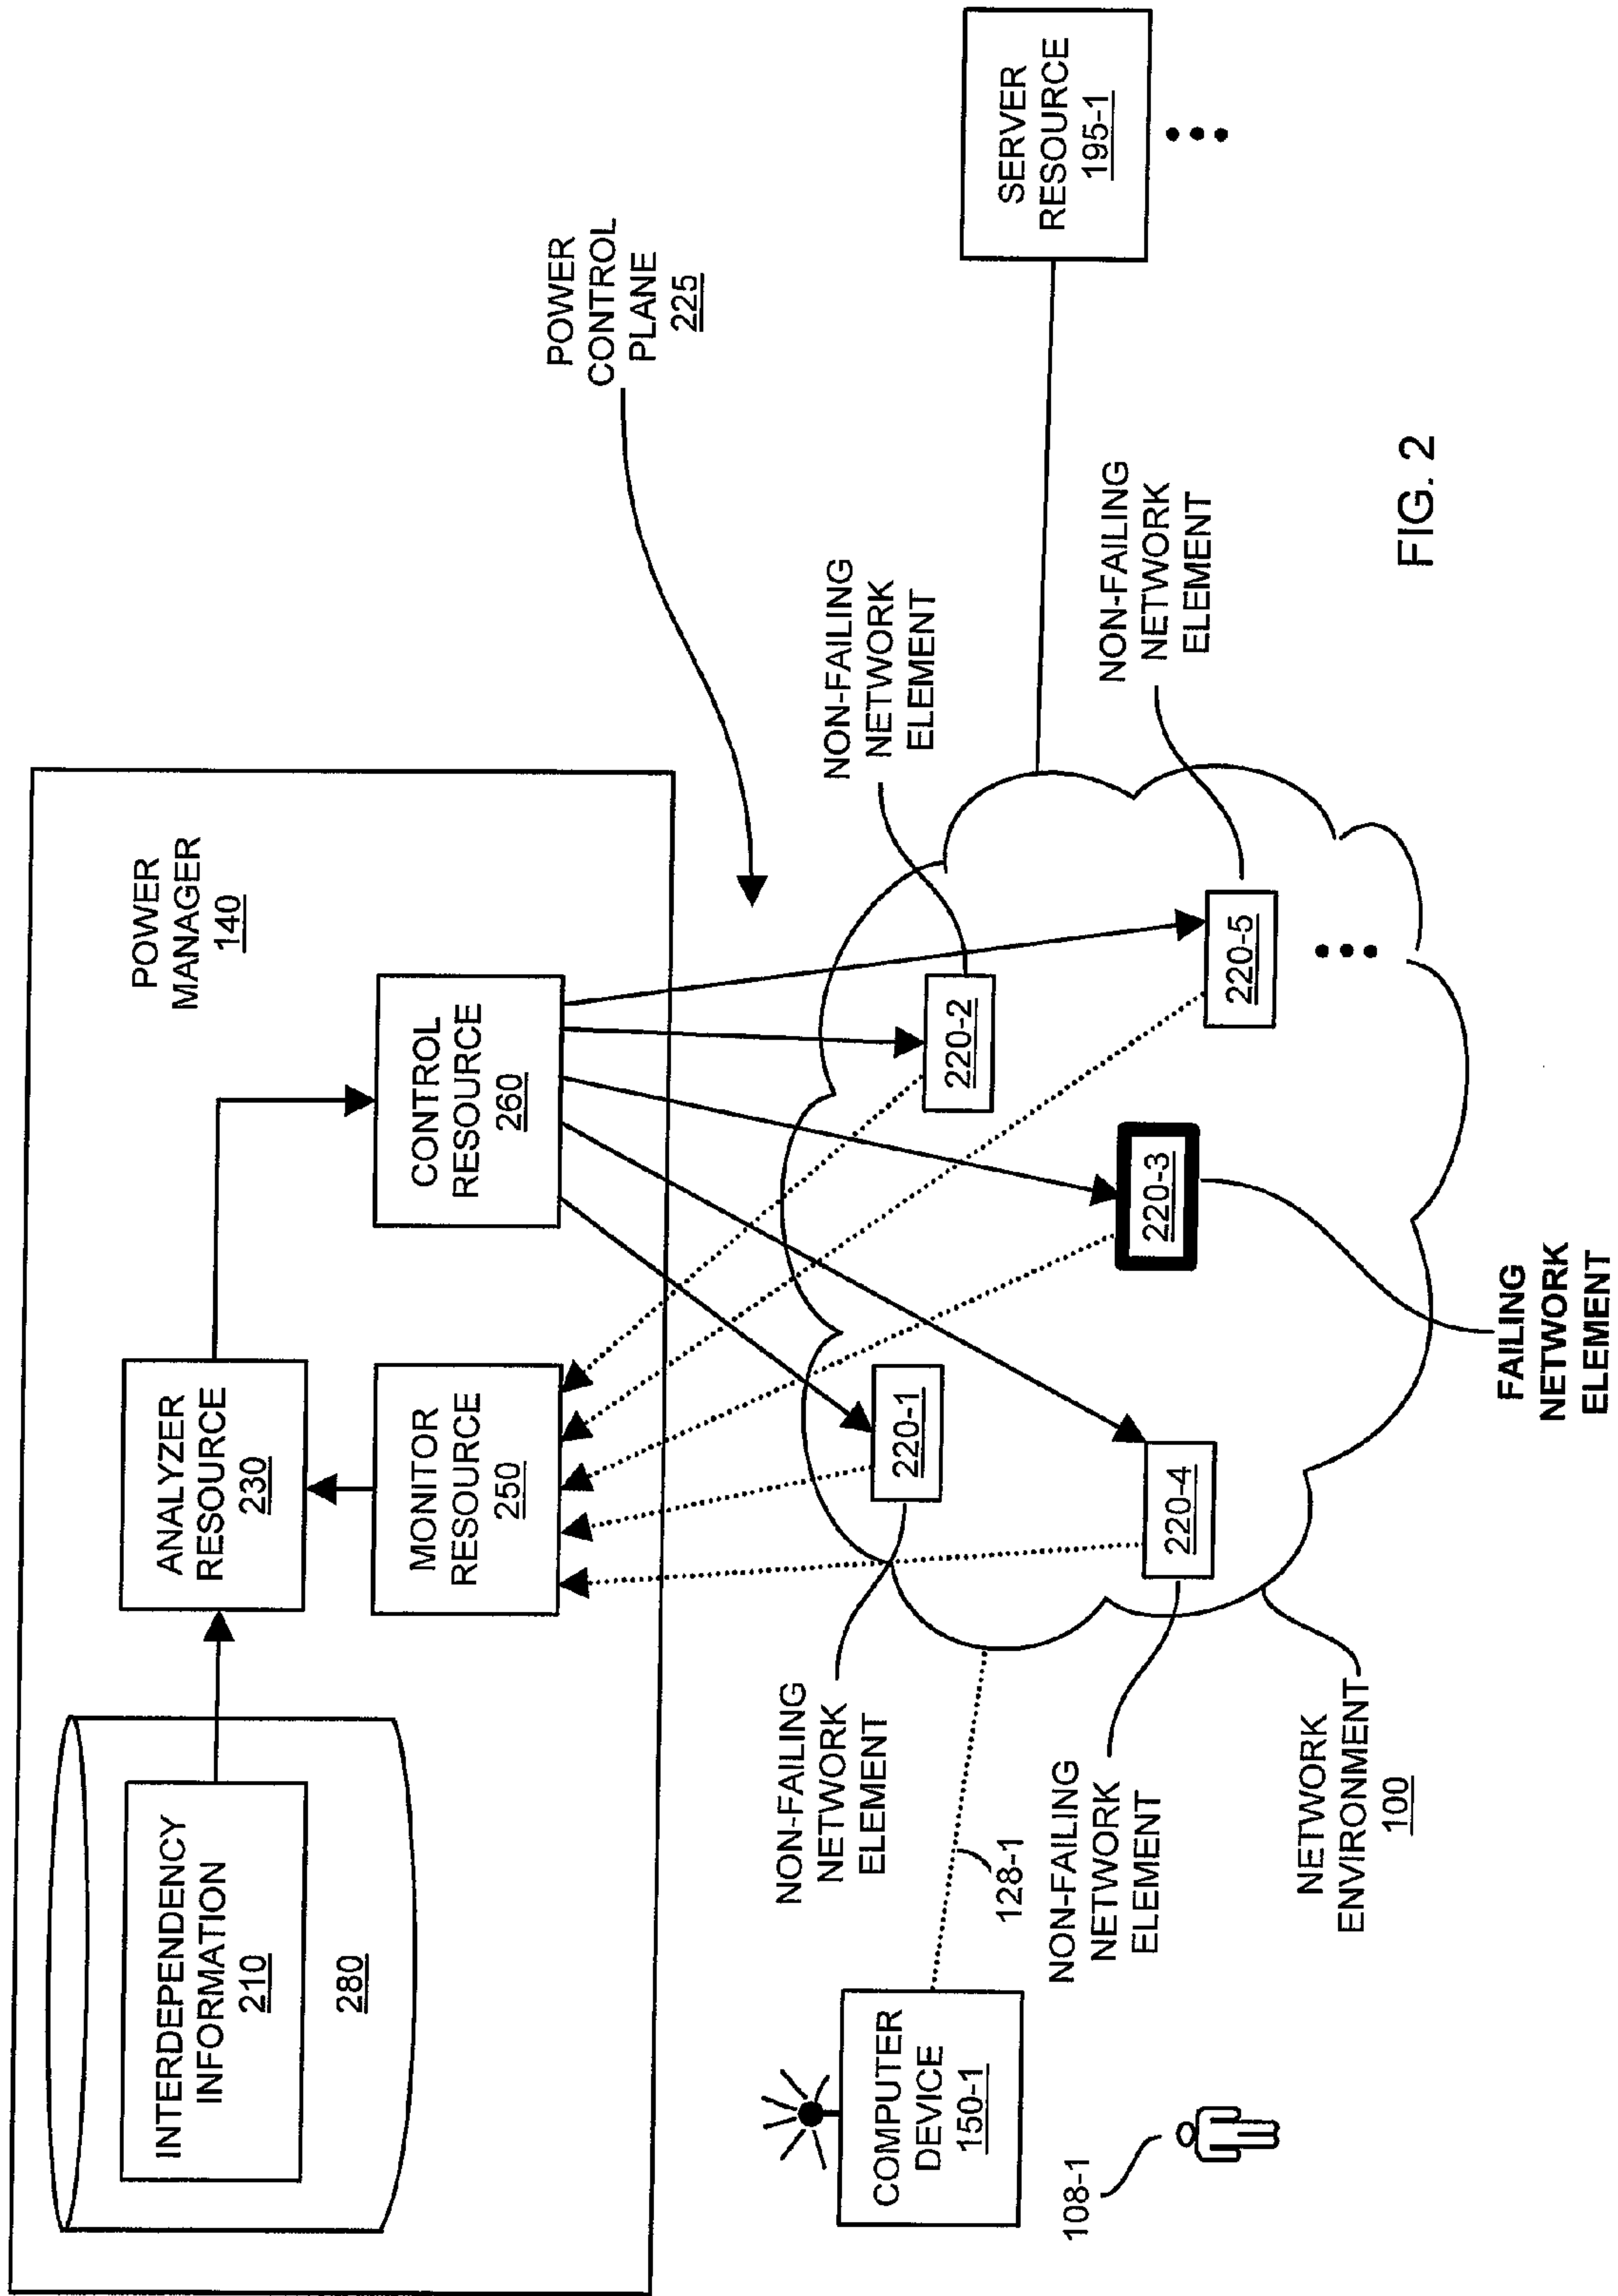 POWER
MANAGER
140
INTERDEPENDENCY
INFORMATION
210
280
ANALYZER
RESOURCE
230
MONITOR
RESOURCE
250
CONTROL
RESOURCE
260
POWER
CONTROL
PLANE
225
SERVER
RESOURCE
195-1
COMPUTER
DEVICE
150-1
108-1
128-1
NON-FAILING
NETWORK
ELEMENT
220-1
NON-FAILING
NETWORK
ELEMENT
220-2
220-3
FAILING
NETWORK
ELEMENT
NON-FAILING
NETWORK
ELEMENT
220-4
NON-FAILING
NETWORK
ELEMENT
220-5
NETWORK
ENVIRONMENT
100
FIG. 2